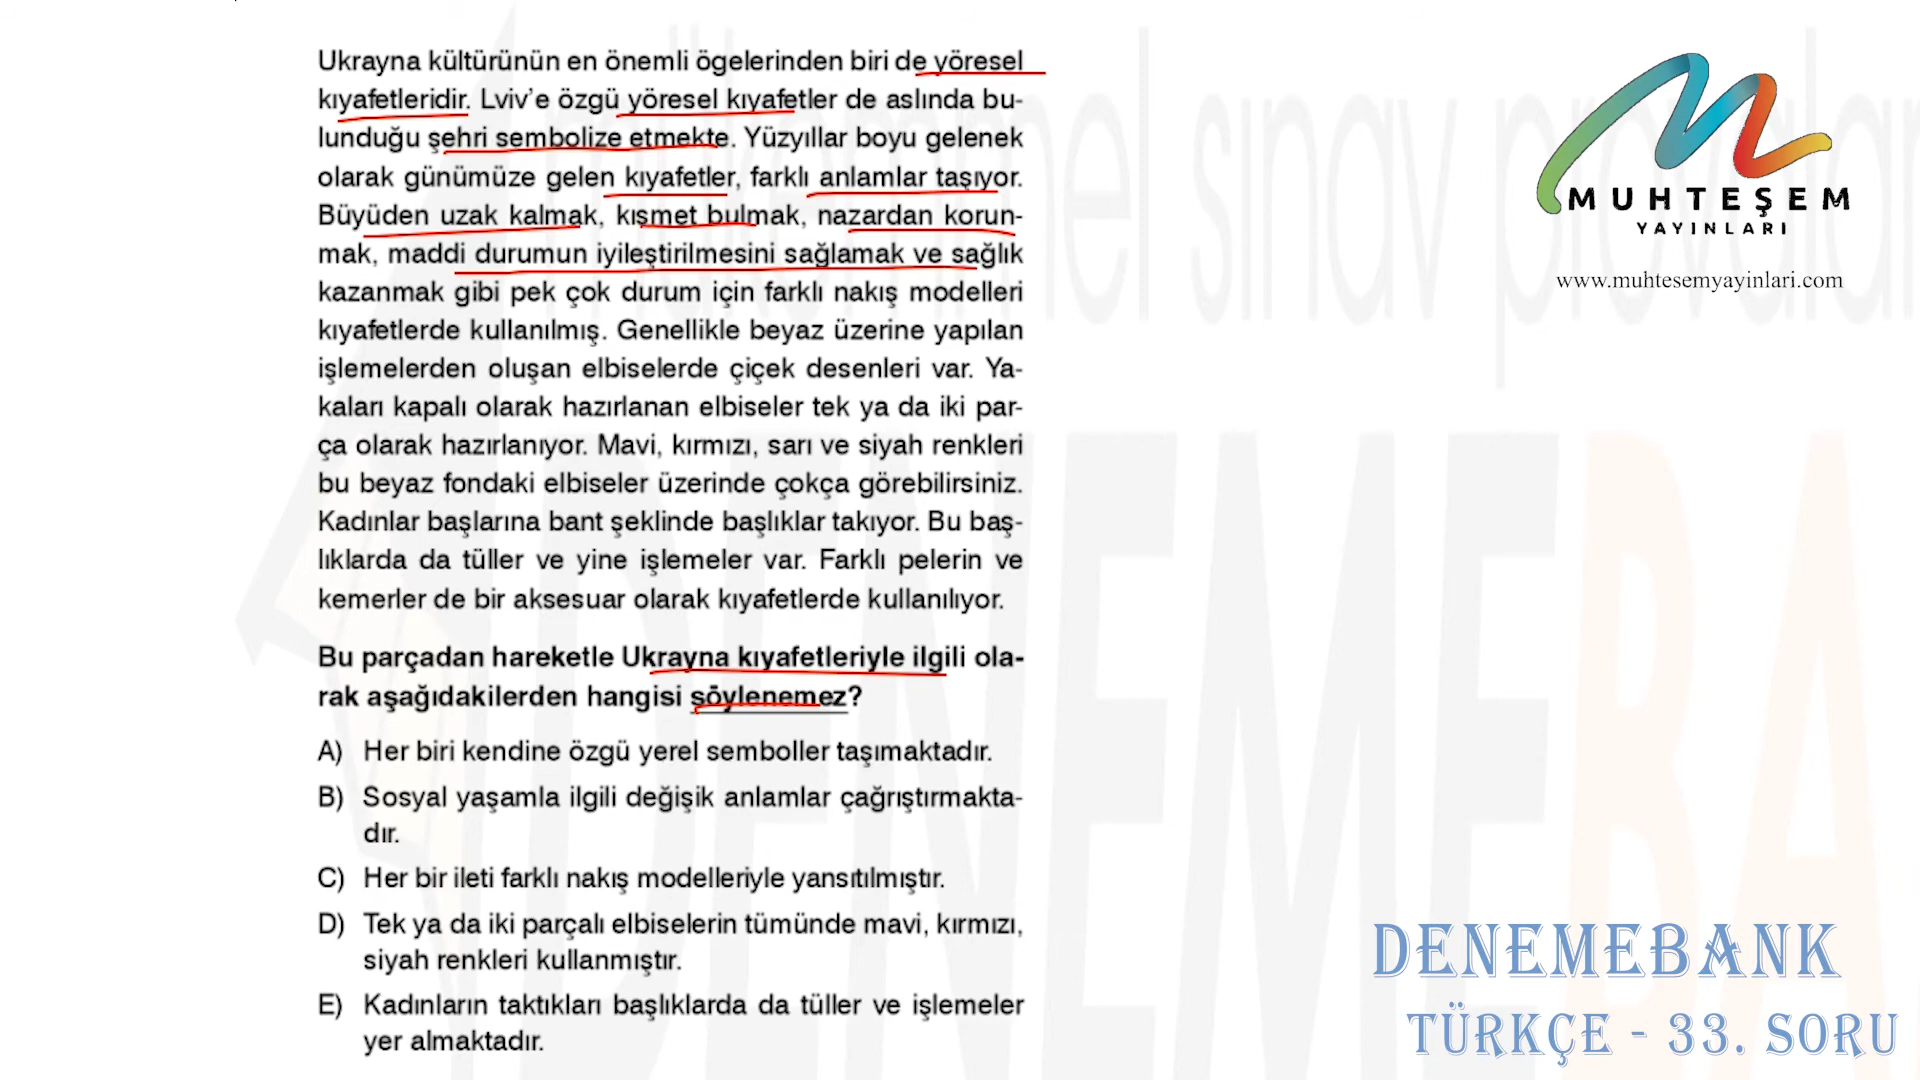 Ukrayna kültürünün en önemli ögelerinden biri de yöresel
kıyafetleridir. Lviv’e özgü yöresel kıyafetler de aslında bu-
lunduğu şehri sembolize etmekte. Yüzyıllar boyu gelenek
olarak günümüze gelen kıyafetler, farklı anlamlar taşıyor.
Büyüden uzak kalmak, kısmet bulmak, nazardan korun-
mak, maddi durumun iyileştirilmesini sağlamak ve sağlık
kazanmak gibi pek çok durum için farklı nakış modelleri
kıyafetlerde kullanılmış. Genellikle beyaz üzerine yapılan
işlemelerden oluşan elbiselerde çiçek desenleri var. Ya-
kaları kapalı olarak hazırlanan elbiseler tek ya da iki par-
ça olarak hazırlanıyor. Mavi, kırmızı, sarı ve siyah renkleri
bu beyaz fondaki elbiseler üzerinde çokça görebilirsiniz.
Kadınlar başlarına bant şeklinde başlıklar takıyor. Bu baş-
lıklarda da tüller ve yine işlemeler var. Farklı pelerin ve
kemerler de bir aksesuar olarak kıyafetlerde kullanılıyor.
Bu parçadan hareketle Ukrayna kıyafetleriyle ilgili ola-
rak aşağıdakilerden hangisi söylenemez?
A) Her biri kendine özgü yerel semboller taşımaktadır.
B) Sosyal yaşamla ilgili değişik anlamlar çağrıştırmakta-
dır.
C) Her bir ileti farklı nakış modelleriyle yansıtılmıştır.
D) Tek ya da iki parçalı elbiselerin tümünde mavi, kırmızı,
siyah renkleri kullanmıştır.
E) Kadınların taktıkları başlıklarda da tüller ve işlemeler
yer almaktadır.
MUHTEŞEM
YAYINLARI
www.muhtesemyayinlari.com
mükemmel sınav provaları
DENEMEBA
DENEMEBANK
TÜRKÇE - 33. SORU